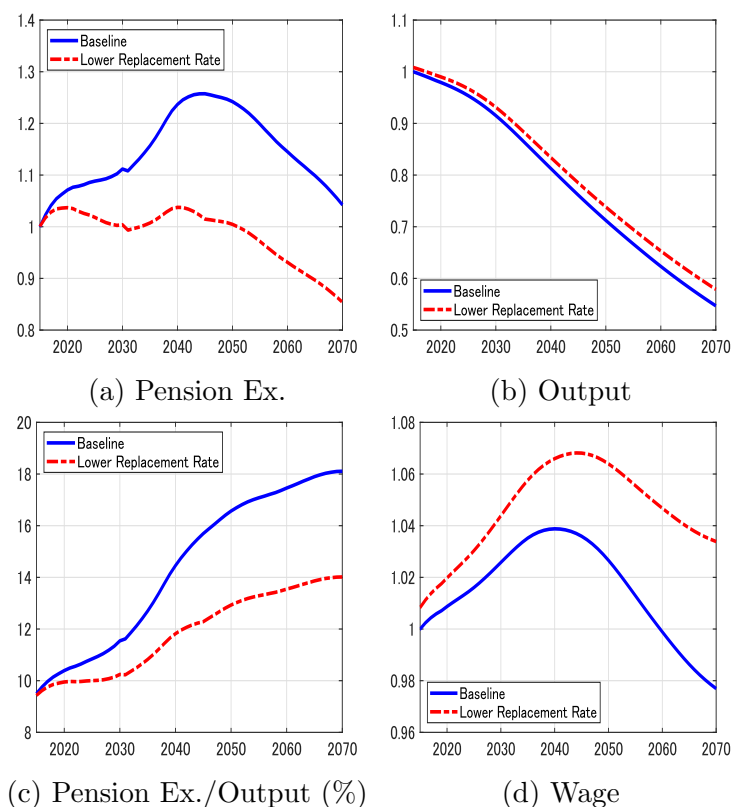 1.4
1.3
1.2
1.1
1
0.9
0.8
Baseline
Lower Replacement Rate
2020 2030 2040 2050 2060 2070
(a) Pension Ex.
1.1
1
0.9
0.8
0.7
0.6
0.5
Baseline
Lower Replacement Rate
2020 2030 2040 2050 2060 2070
(b) Output
20
18
16
14
12
10
8
Baseline
Lower Replacement Rate
2020 2030 2040 2050 2060 2070
(c) Pension Ex./Output (%)
1.08
1.06
1.04
1.02
1
0.98
0.96
Baseline
Lower Replacement Rate
2020 2030 2040 2050 2060 2070
(d) Wage